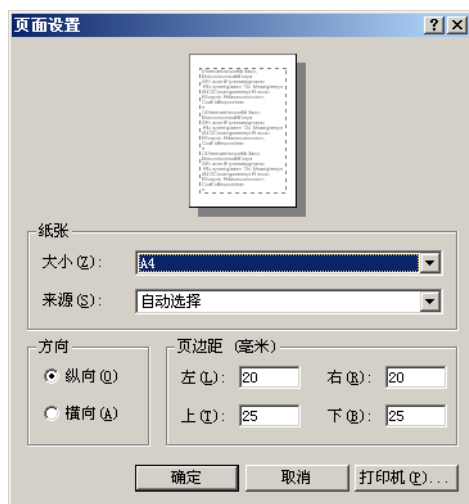 页面设置
纸张
大小(Z): A4
来源(S): 自动选择
方向
纵向(O)
横向(A)
页边距 (毫米)
左(L): 20 右(R): 20
上(T): 25 下(B): 25
确定 取消 打印机(P)...